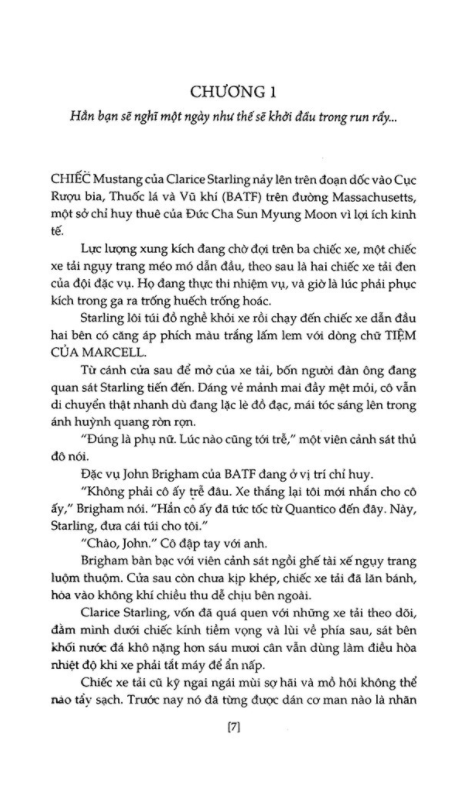 CHƯƠNG 1
Hẳn bạn sẽ nghĩ một ngày như thế sẽ khởi đầu trong run rẩy...
CHIẾC Mustang của Clarice Starling nảy lên trên đoạn dốc vào Cục
Rượu bia, Thuốc lá và Vũ khí (BATF) trên đường Massachusetts,
một sở chỉ huy thuê của Đức Cha Sun Myung Moon vì lợi ích kinh
tế.
Lực lượng xung kích đang chờ đợi trên ba chiếc xe, một chiếc
xe tải ngụy trang méo mó dẫn đầu, theo sau là hai chiếc xe tải đen
của đội đặc vụ. Họ đang thực thi nhiệm vụ, và giờ là lúc phải phục
kích trong ga ra trống huếch trống hoác.
Starling lôi túi đồ nghề khỏi xe rồi chạy đến chiếc xe dẫn đầu
hai bên có căng áp phích màu trắng lấm lem với dòng chữ TIỆM
CỦA MARCELL.
Từ cánh cửa sau để mở của xe tải, bốn người đàn ông đang
quan sát Starling tiến đến. Dáng vẻ mảnh mai đầy mệt mỏi, cô vẫn
di chuyển thật nhanh dù đang lặc lè đồ đạc, mái tóc sáng lên trong
ánh huỳnh quang rờn rợn.
“Đúng là phụ nữ. Lúc nào cũng tới trễ,” một viên cảnh sát thủ
đô nói.
Đặc vụ John Brigham của BATF đang ở vị trí chỉ huy.
“Không phải cô ấy trễ đâu. Xe thắng lại tôi mới nhắn cho cô
ấy,” Brigham nói. “Hẳn cô ấy đã tức tốc từ Quantico đến đây. Này,
Starling, đưa cái túi cho tôi.”
“Chào, John.” Cô đập tay với anh.
Brigham bàn bạc với viên cảnh sát ngồi ghế tài xế ngụy trang
luộm thuộm. Cửa sau còn chưa kịp khép, chiếc xe tải đã lăn bánh,
hòa vào không khí chiều thu dễ chịu bên ngoài.
Clarice Starling, vốn đã quá quen với những xe tải theo dõi,
đằm mình dưới chiếc kính tiềm vọng và lùi về phía sau, sát bên
khối nước đá khô nặng hơn sáu mươi cân vẫn dùng làm điều hòa
nhiệt độ khi xe phải tắt máy để ẩn nấp.
Chiếc xe tải cũ kỹ ngai ngái mùi sợ hãi và mồ hôi không thể
nào tẩy sạch. Trước nay nó đã từng được dán cơ man nào là nhãn
[7]